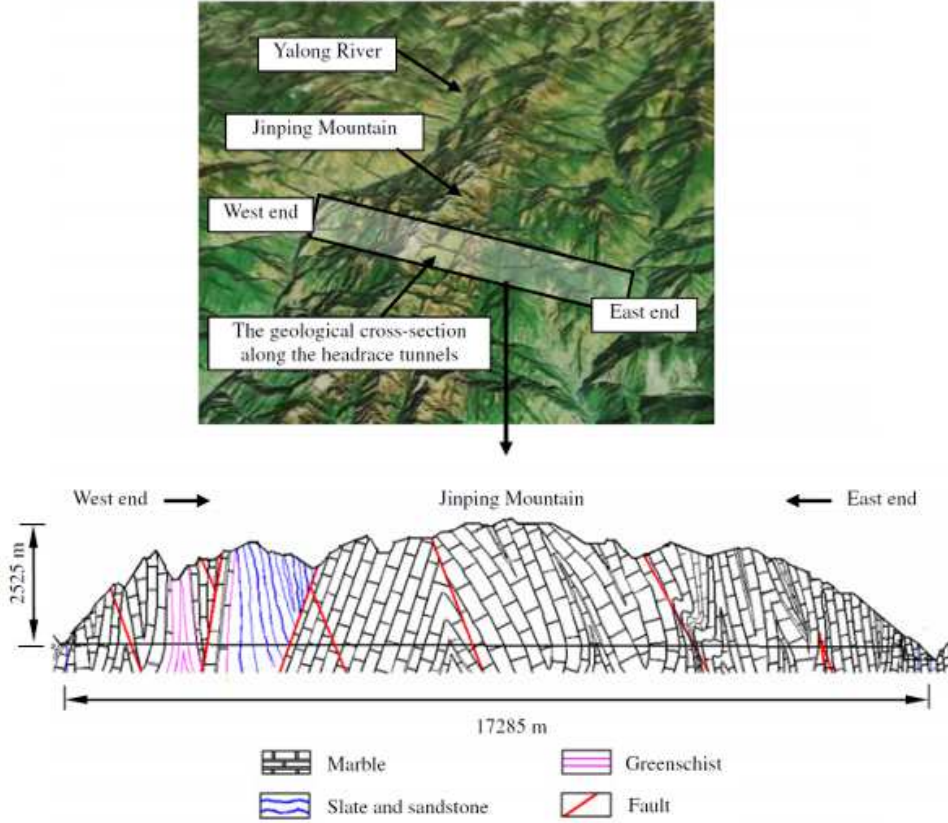 Yalong River
Jinping Mountain
West end
East end
The geological cross-section
along the headrace tunnels
West end
Jinping Mountain
East end
2525 m
17285 m
Marble
Greenschist
Slate and sandstone
Fault